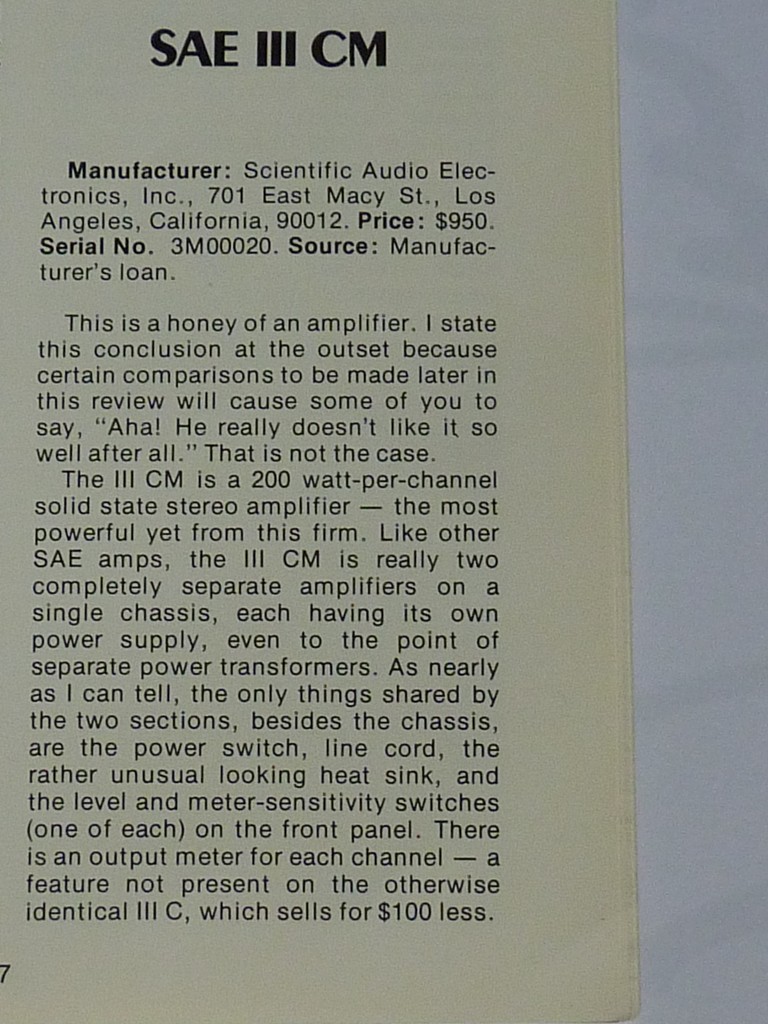 SAE III CM
Manufacturer: Scientific Audio Elec-
tronics, Inc., 701 East Macy St., Los
Angeles, California, 90012. Price: $950.
Serial No. 3M00020. Source: Manufac-
turer's loan.
This is a honey of an amplifier. I state
this conclusion at the outset because
certain comparisons to be made later in
this review will cause some of you to
say, “Aha! He really doesn't like it so
well after all.” That is not the case.
The III CM is a 200 watt-per-channel
solid state stereo amplifier — the most
powerful yet from this firm. Like other
SAE amps, the III CM is really two
completely separate amplifiers on a
single chassis, each having its own
power supply, even to the point of
separate power transformers. As nearly
as I can tell, the only things shared by
the two sections, besides the chassis,
are the power switch, line cord, the
rather unusual looking heat sink, and
the level and meter-sensitivity switches
(one of each) on the front panel. There
is an output meter for each channel — a
feature not present on the otherwise
identical III C, which sells for $100 less.
7